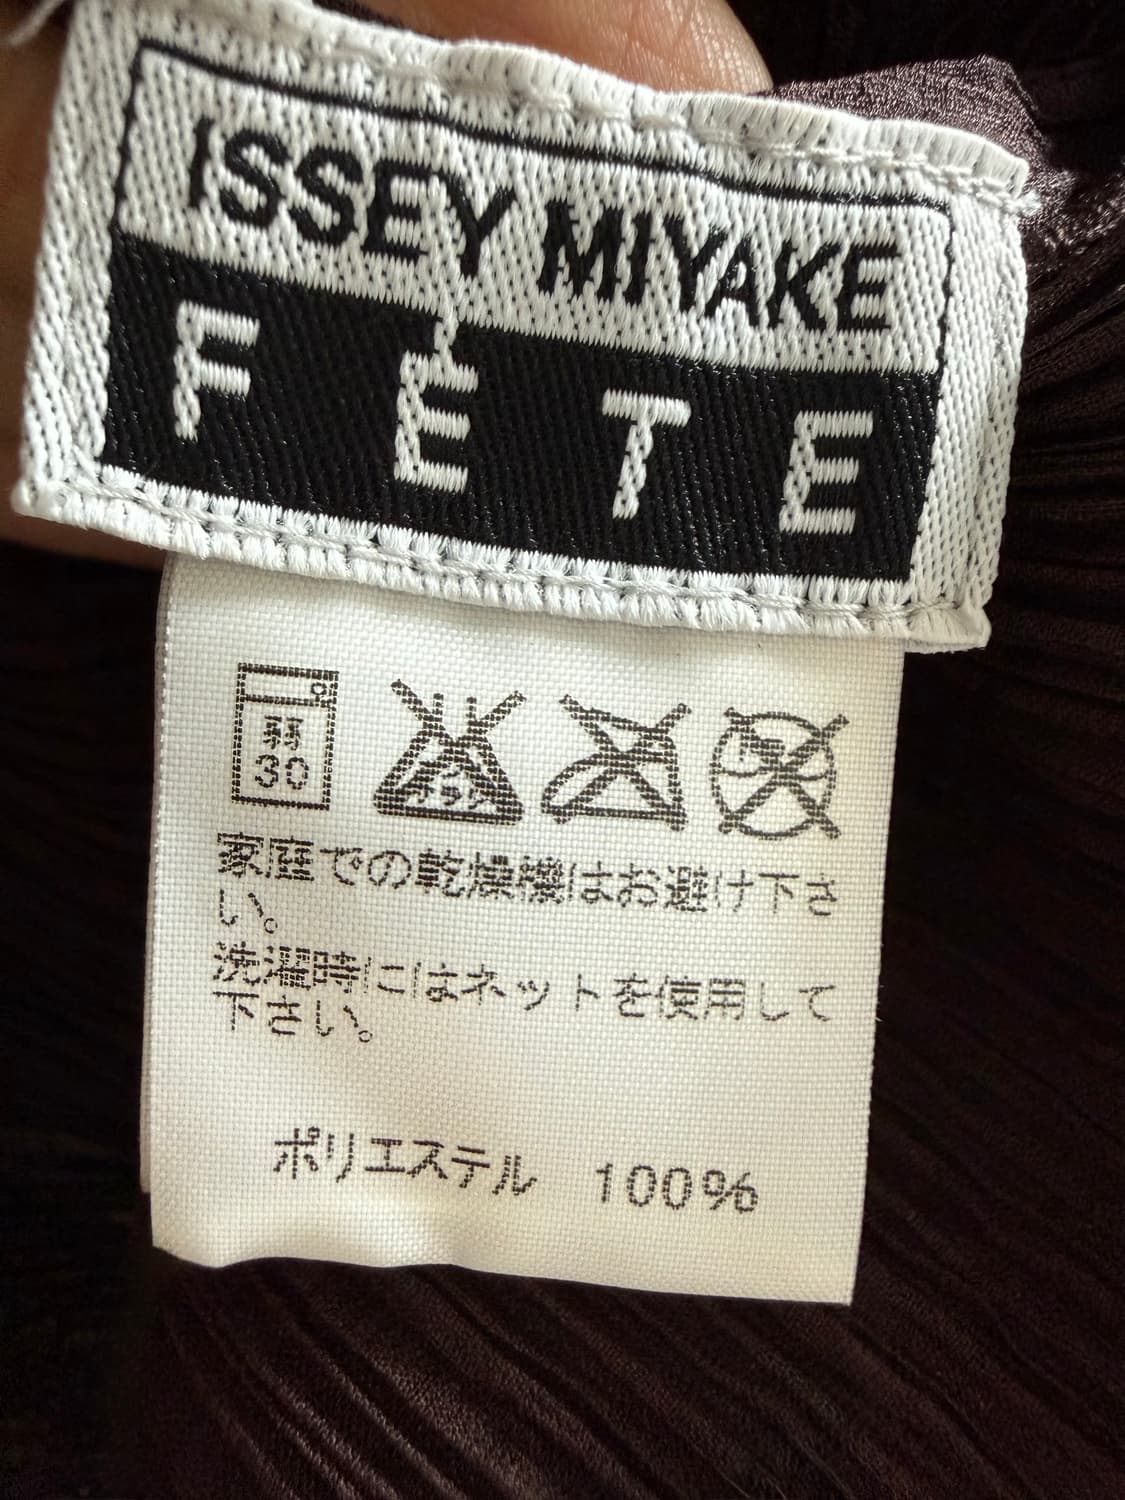 ISSEY MIYAKE
FETE
弱
30
家庭での乾燥機はお避け下さ
い。
洗濯時にはネットを使用して
下さい。
ポリエステル 100%